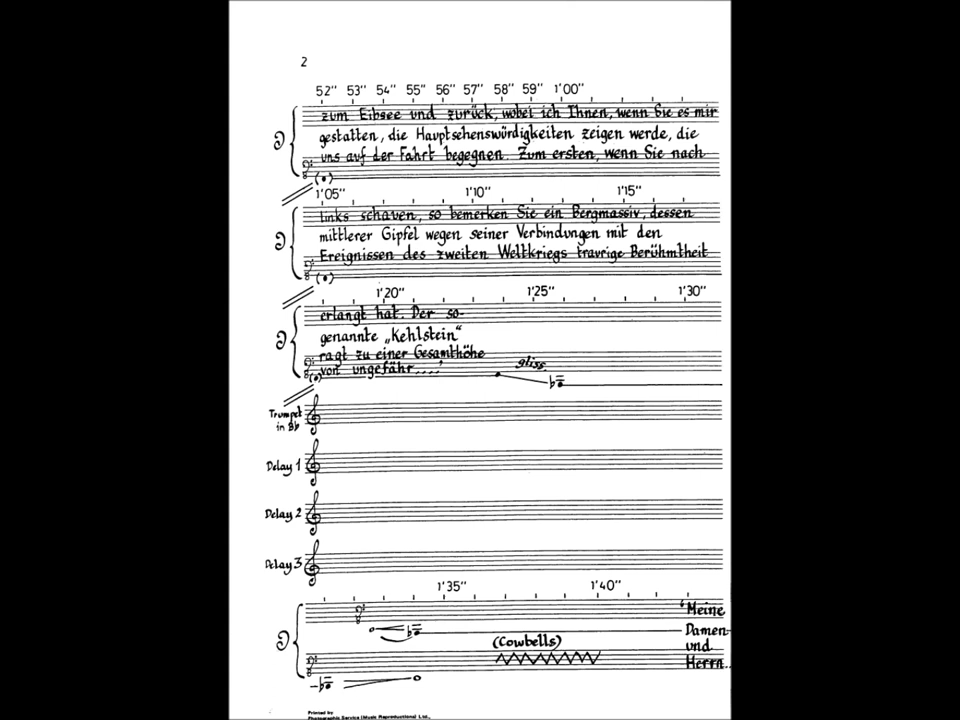 2
52" 53" 54" 55" 56" 57" 58" 59" 1'00"
zum Eibsee und zurück, wobei ich Ihnen, wenn Sie es mir
gestatten, die Hauptsehenswürdigkeiten zeigen werde, die
uns auf der Fahrt begegnen. Zum ersten, wenn Sie nach
1'05" 1'10" 1'15"
links schauen, so bemerken Sie ein Bergmassiv, dessen
mittlerer Gipfel wegen seiner Verbindungen mit den
Ereignissen des zweiten Weltkriegs traurige Berühmtheit
1'20" 1'25" 1'30"
erlangt hat. Der so-
genannte „Kehlstein"
ragt zu einer Gesamthöhe
von ungefähr....'
gliss.
Trumpet
in Bb
Delay 1
Delay 2
Delay 3
1'35" 1'40"
'Meine
Damen
und
Herrn..
(Cowbells)
Printed by
Photographic Service (Music Reproductions) Ltd.,